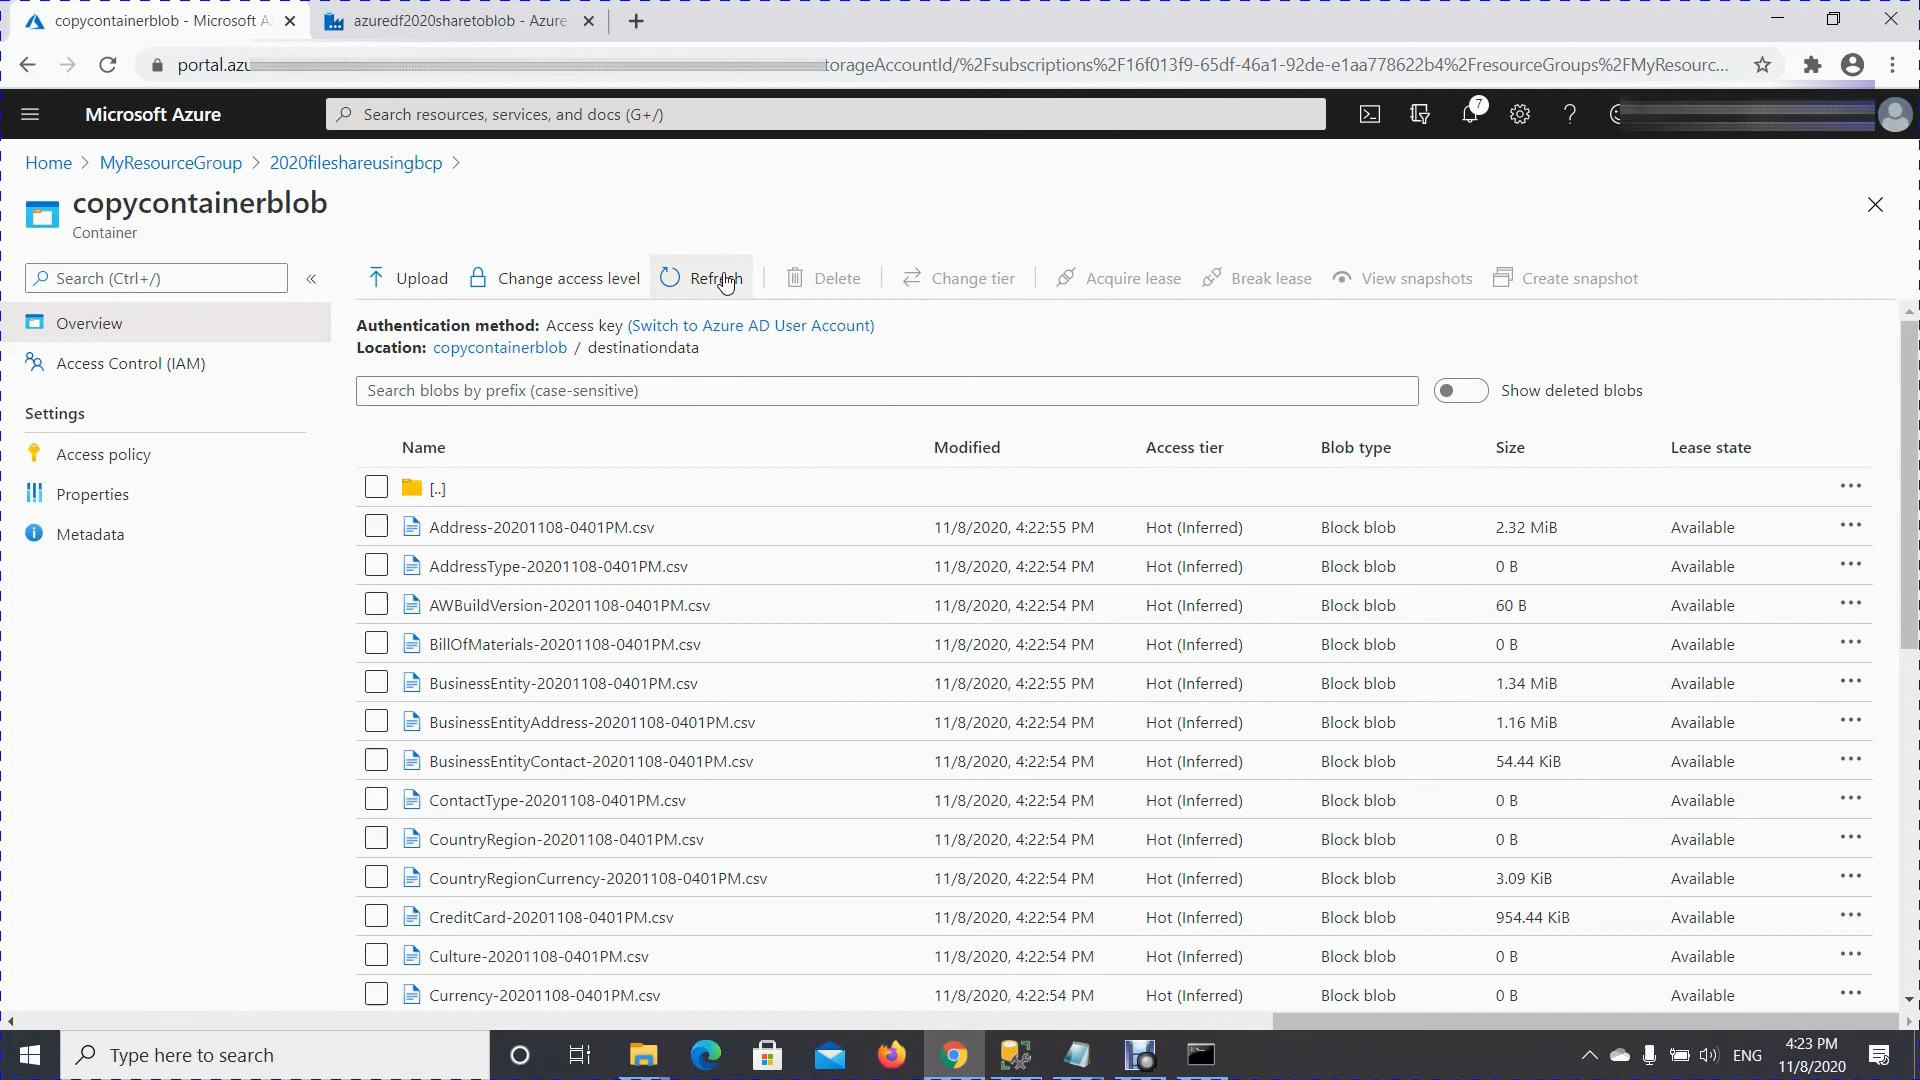 copycontainerblob - Microsoft A
azuredf2020sharetoblob - Azure
portal.azu
torageAccountId/%2Fsubscriptions%2F16f013f9-65df-46a1-92de-e1aa778622b4%2FresourceGroups%2FMyResourc...
Microsoft Azure
Search resources, services, and docs (G+/)
7
Home > MyResourceGroup > 2020fileshareusingbcp >
copycontainerblob
Container
Search (Ctrl+/)
«
Upload
Change access level
Refresh
Delete
Change tier
Acquire lease
Break lease
View snapshots
Create snapshot
Overview
Access Control (IAM)
Settings
Access policy
Properties
Metadata
Authentication method: Access key (Switch to Azure AD User Account)
Location: copycontainerblob / destinationdata
Search blobs by prefix (case-sensitive)
Show deleted blobs
Name Modified Access tier Blob type Size Lease state
[..]
Address-20201108-0401PM.csv 11/8/2020, 4:22:55 PM Hot (Inferred) Block blob 2.32 MiB Available
AddressType-20201108-0401PM.csv 11/8/2020, 4:22:54 PM Hot (Inferred) Block blob 0 B Available
AWBuildVersion-20201108-0401PM.csv 11/8/2020, 4:22:54 PM Hot (Inferred) Block blob 60 B Available
BillOfMaterials-20201108-0401PM.csv 11/8/2020, 4:22:54 PM Hot (Inferred) Block blob 0 B Available
BusinessEntity-20201108-0401PM.csv 11/8/2020, 4:22:55 PM Hot (Inferred) Block blob 1.34 MiB Available
BusinessEntityAddress-20201108-0401PM.csv 11/8/2020, 4:22:54 PM Hot (Inferred) Block blob 1.16 MiB Available
BusinessEntityContact-20201108-0401PM.csv 11/8/2020, 4:22:54 PM Hot (Inferred) Block blob 54.44 KiB Available
ContactType-20201108-0401PM.csv 11/8/2020, 4:22:54 PM Hot (Inferred) Block blob 0 B Available
CountryRegion-20201108-0401PM.csv 11/8/2020, 4:22:54 PM Hot (Inferred) Block blob 0 B Available
CountryRegionCurrency-20201108-0401PM.csv 11/8/2020, 4:22:54 PM Hot (Inferred) Block blob 3.09 KiB Available
CreditCard-20201108-0401PM.csv 11/8/2020, 4:22:54 PM Hot (Inferred) Block blob 954.44 KiB Available
Culture-20201108-0401PM.csv 11/8/2020, 4:22:54 PM Hot (Inferred) Block blob 0 B Available
Currency-20201108-0401PM.csv 11/8/2020, 4:22:54 PM Hot (Inferred) Block blob 0 B Available
Type here to search
ENG
4:23 PM
11/8/2020